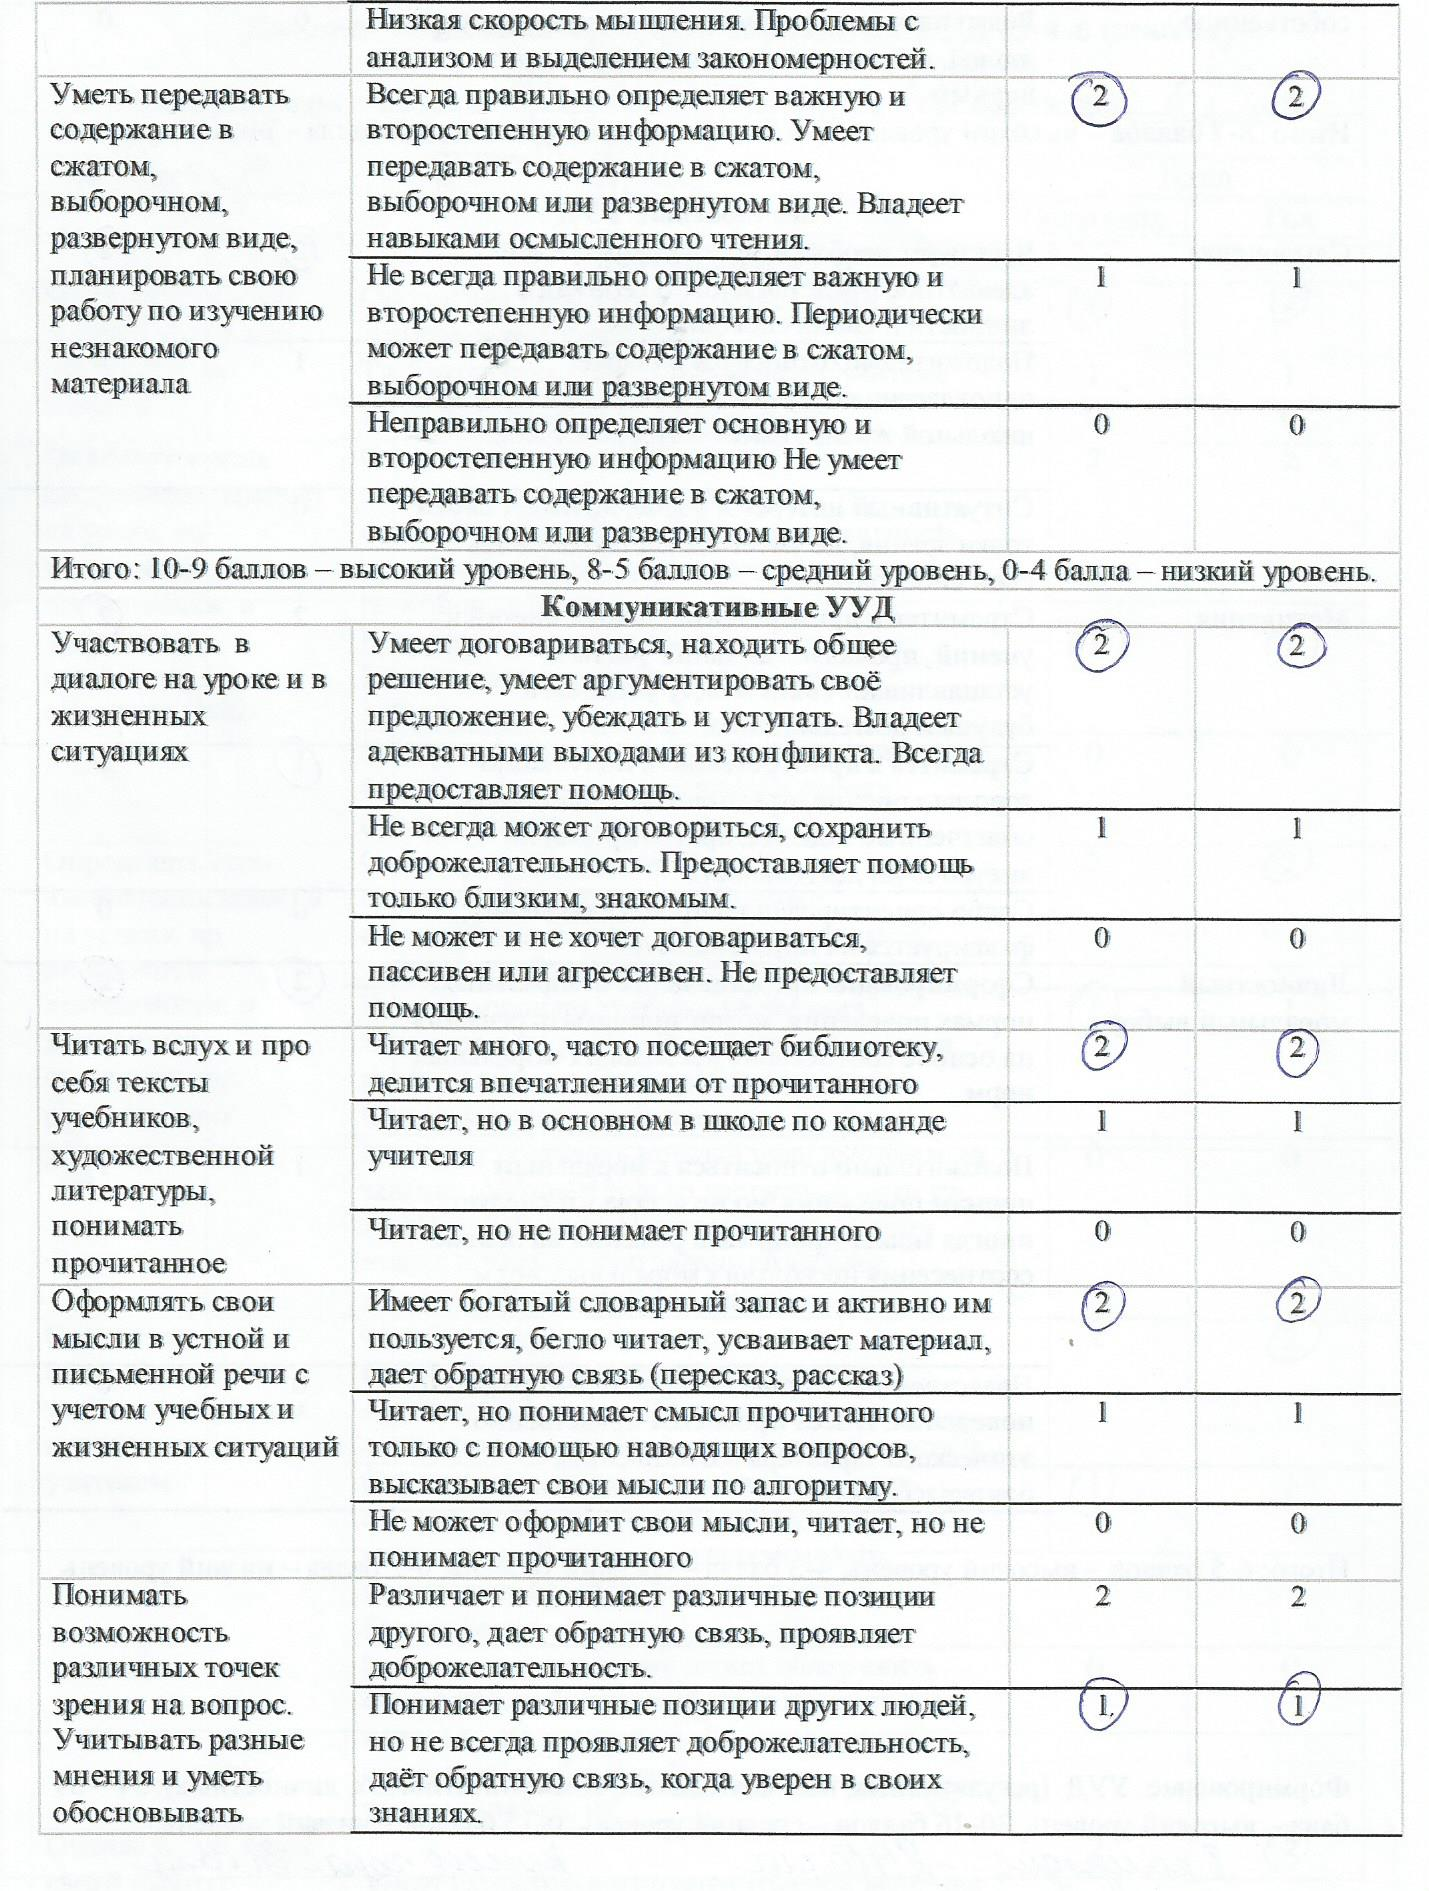 Низкая скорость мышления. Проблемы с
анализом и выделением закономерностей.
Уметь передавать
содержание в
сжатом,
выборочном,
развернутом виде,
планировать свою
работу по изучению
незнакомого
материала
Всегда правильно определяет важную и
второстепенную информацию. Умеет
передавать содержание в сжатом,
выборочном или развернутом виде. Владеет
навыками осмысленного чтения.
2 2
Не всегда правильно определяет важную и
второстепенную информацию. Периодически
может передавать содержание в сжатом,
выборочном или развернутом виде.
1 1
Неправильно определяет основную и
второстепенную информацию Не умеет
передавать содержание в сжатом,
выборочном или развернутом виде.
0 0
Итого: 10-9 баллов – высокий уровень, 8-5 баллов – средний уровень, 0-4 балла – низкий уровень.
Коммуникативные УУД
Участвовать в
диалоге на уроке и в
жизненных
ситуациях
Умеет договариваться, находить общее
решение, умеет аргументировать своё
предложение, убеждать и уступать. Владеет
адекватными выходами из конфликта. Всегда
предоставляет помощь.
2 2
Не всегда может договориться, сохранить
доброжелательность. Предоставляет помощь
только близким, знакомым.
1 1
Не может и не хочет договариваться,
пассивен или агрессивен. Не предоставляет
помощь.
0 0
Читать вслух и про
себя тексты
учебников,
художественной
литературы,
понимать
прочитанное
Читает много, часто посещает библиотеку,
делится впечатлениями от прочитанного
2 2
Читает, но в основном в школе по команде
учителя
1 1
Читает, но не понимает прочитанного
0 0
Оформлять свои
мысли в устной и
письменной речи с
учетом учебных и
жизненных ситуаций
Имеет богатый словарный запас и активно им
пользуется, бегло читает, усваивает материал,
дает обратную связь (пересказ, рассказ)
2 2
Читает, но понимает смысл прочитанного
только с помощью наводящих вопросов,
высказывает свои мысли по алгоритму.
1 1
Не может оформит свои мысли, читает, но не
понимает прочитанного
0 0
Понимать
возможность
различных точек
зрения на вопрос.
Учитывать разные
мнения и уметь
обосновывать
Различает и понимает различные позиции
другого, дает обратную связь, проявляет
доброжелательность.
2 2
Понимает различные позиции других людей,
но не всегда проявляет доброжелательность,
даёт обратную связь, когда уверен в своих
знаниях.
1 1